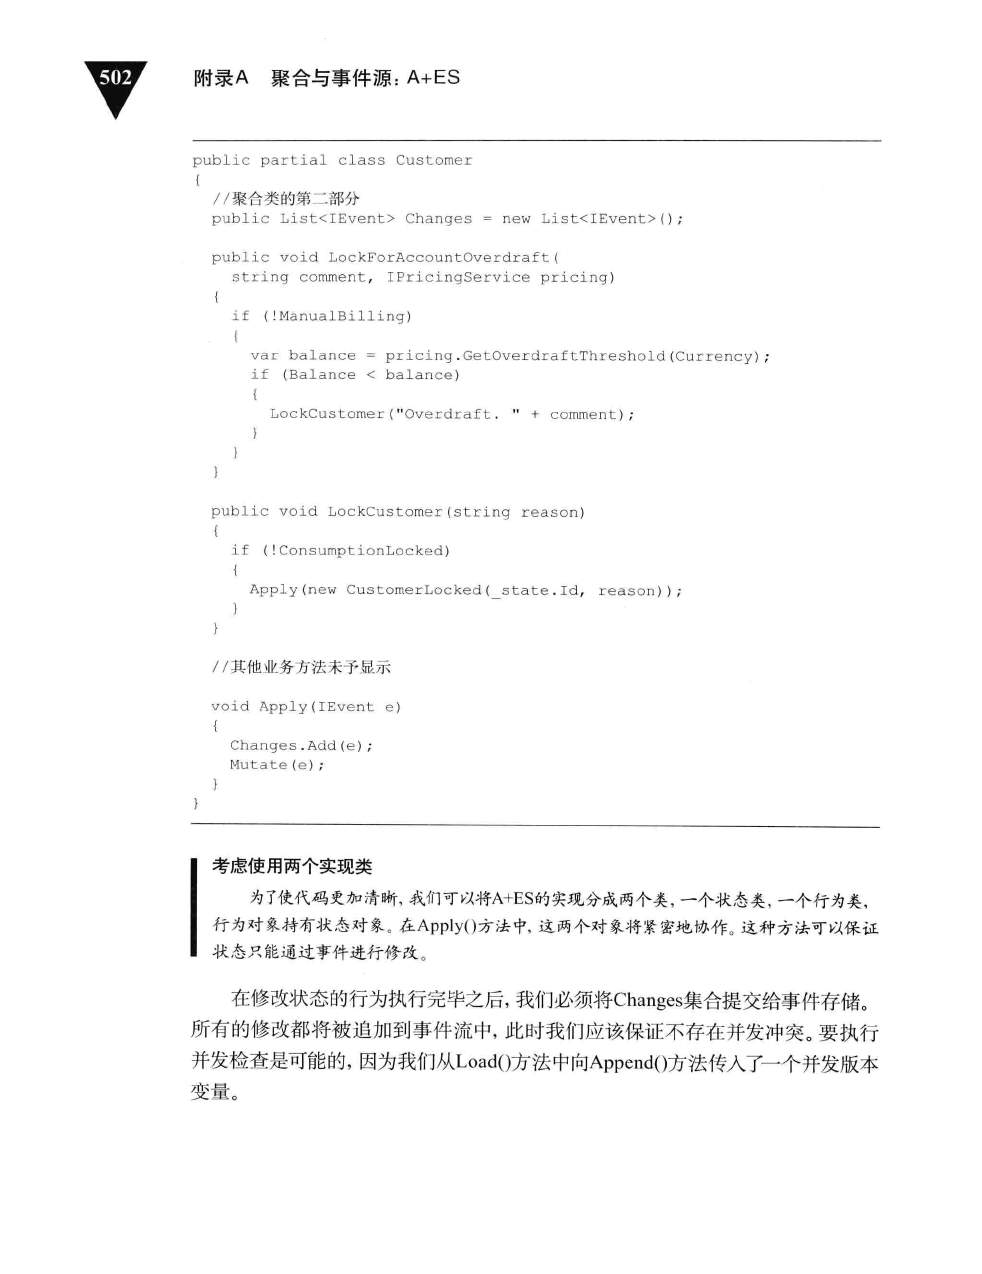 502
附录A 聚合与事件源：A+ES
public partial class Customer
{
//聚合类的第二部分
public List<IEvent> Changes = new List<IEvent>();
public void LockForAccountOverdraft(
string comment, IPricingService pricing)
{
if (!ManualBilling)
{
var balance = pricing.GetOverdraftThreshold(Currency);
if (Balance < balance)
{
LockCustomer("Overdraft. " + comment);
}
}
}
public void LockCustomer(string reason)
{
if (!ConsumptionLocked)
{
Apply(new CustomerLocked(_state.Id, reason));
}
}
//其他业务方法未予显示
void Apply(IEvent e)
{
Changes.Add(e);
Mutate(e);
}
}
考虑使用两个实现类
为了使代码更加清晰，我们可以将A+ES的实现分成两个类，一个状态类，一个行为类，
行为对象持有状态对象。在Apply()方法中，这两个对象将紧密地协作。这种方法可以保证
状态只能通过事件进行修改。
在修改状态的行为执行完毕之后，我们必须将Changes集合提交给事件存储。
所有的修改都将被追加到事件流中，此时我们应该保证不存在并发冲突。要执行
并发检查是可能的，因为我们从Load()方法中向Append()方法传入了一个并发版本
变量。